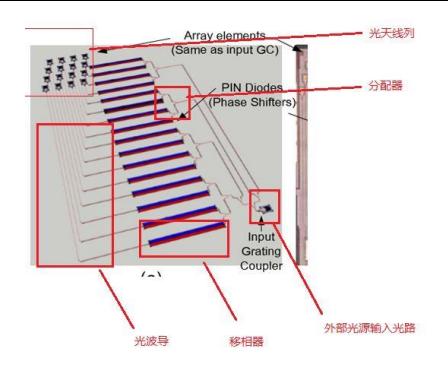 Array elements
(Same as input GC)
光天线列
分配器
PIN Diodes
(Phase Shifters)
Input
Grating
Coupler
外部光源输入光路
光波导
移相器